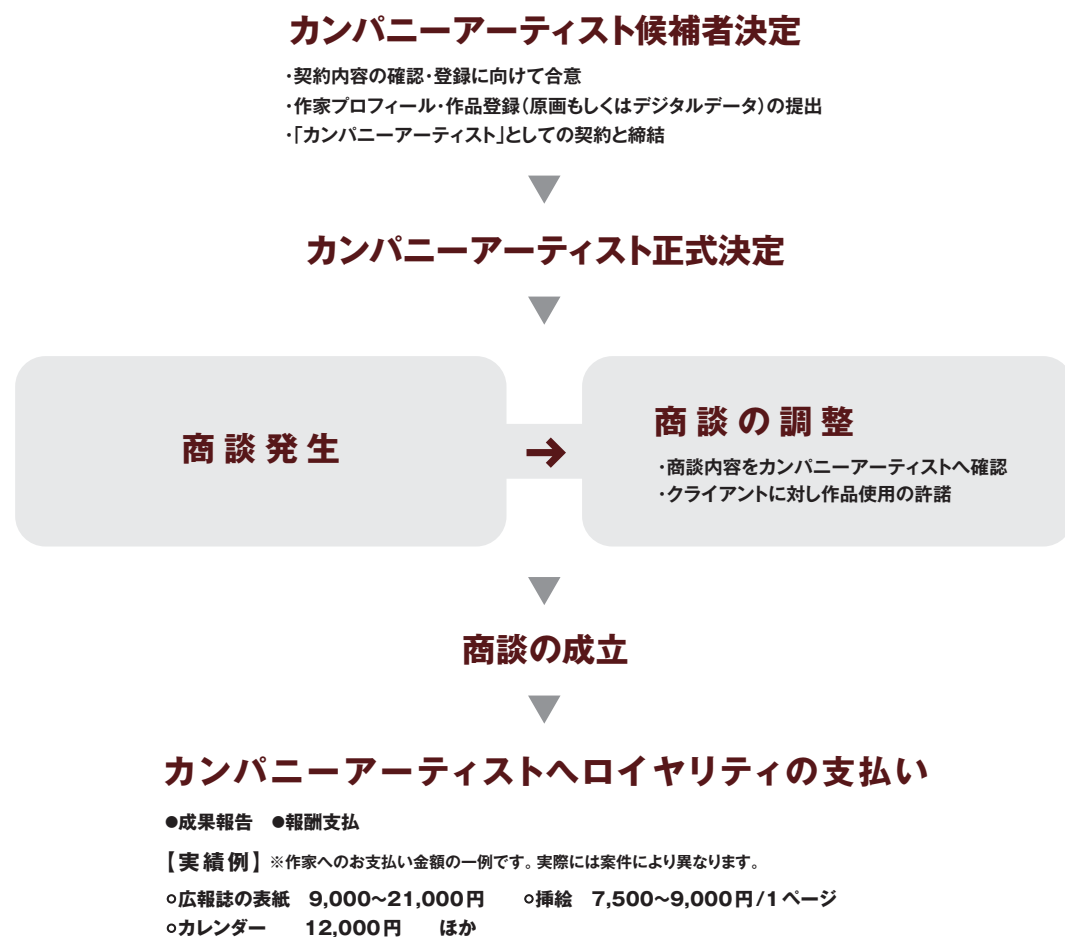 カンパニーアーティスト候補者決定
・契約内容の確認・登録に向けて合意
・作家プロフィール・作品登録（原画もしくはデジタルデータ）の提出
・「カンパニーアーティスト」としての契約と締結
カンパニーアーティスト正式決定
商談発生
商談の調整
・商談内容をカンパニーアーティストへ確認
・クライアントに対し作品使用の許諾
商談の成立
カンパニーアーティストへロイヤリティの支払い
●成果報告　●報酬支払
【実績例】※作家へのお支払い金額の一例です。実際には案件により異なります。
○広報誌の表紙　9,000~21,000円　○挿絵　7,500~9,000円/1ページ
○カレンダー　12,000円　ほか